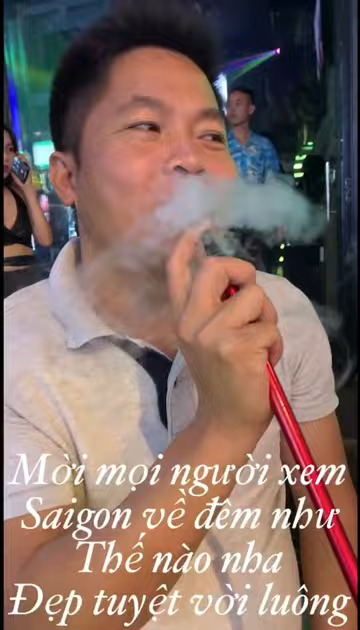 Mời mọi người xem
Saigon về đêm như
Thế nào nha
Đẹp tuyệt vời luông